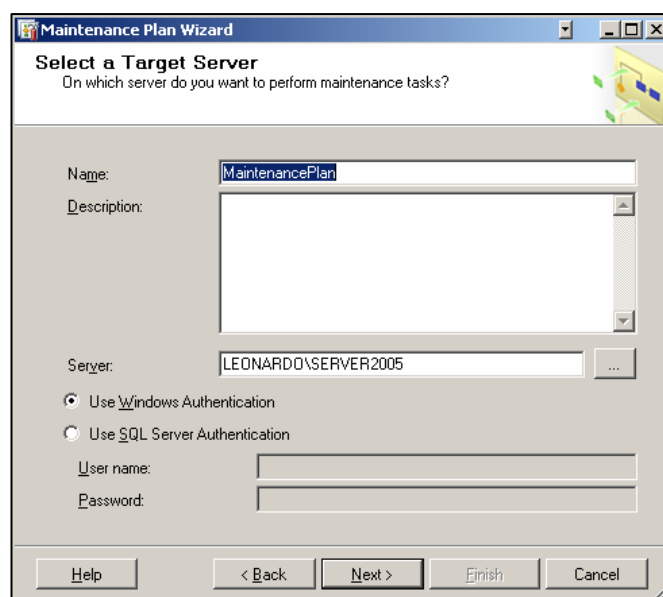 Maintenance Plan Wizard
Select a Target Server
On which server do you want to perform maintenance tasks?
Name:
MaintenancePlan
Description:
Server:
LEONARDO\SERVER2005
...
Use Windows Authentication
Use SQL Server Authentication
User name:
Password:
Help
< Back
Next >
Finish
Cancel